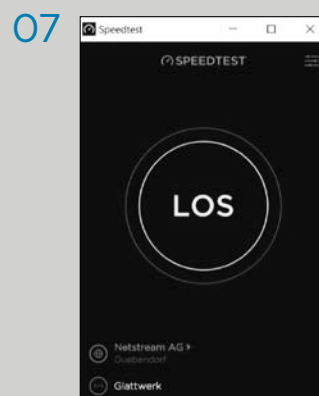 07
Speedtest
SPEEDTEST
LOS
Netstream AG >
Duebendorf
Glattwerk